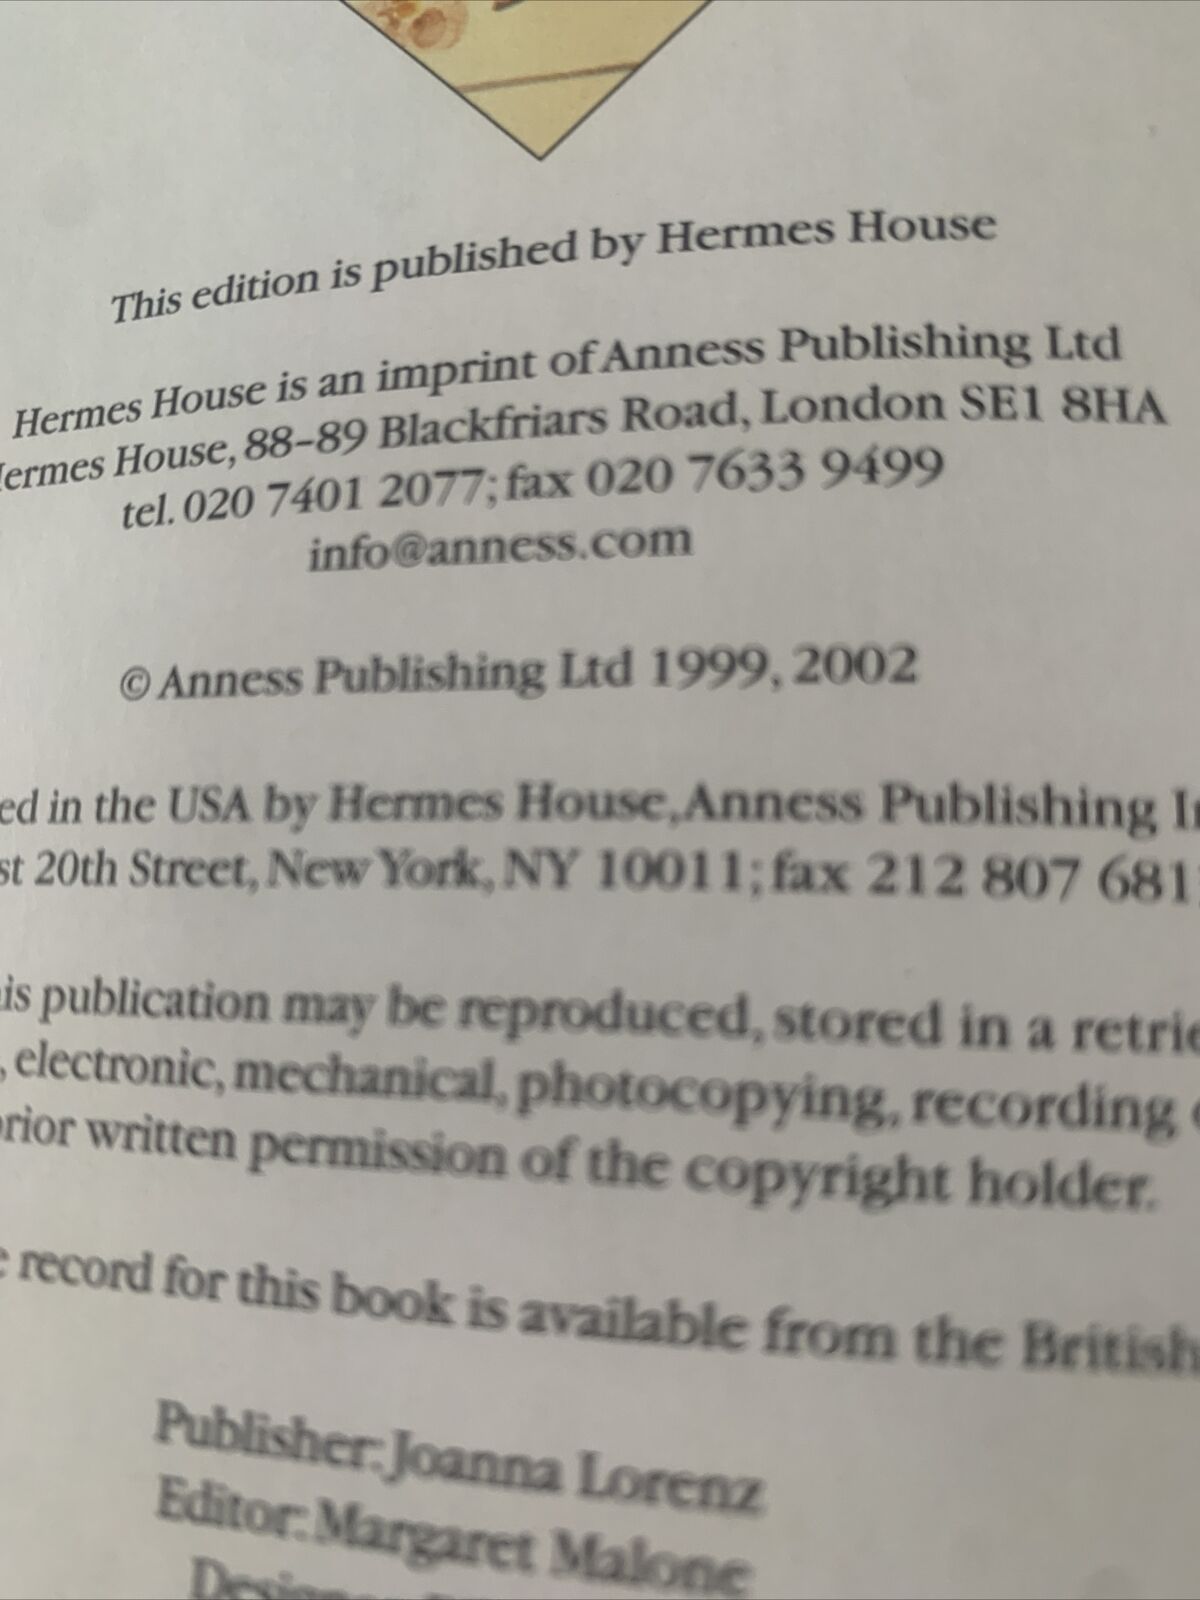 This edition is published by Hermes House
Hermes House is an imprint of Anness Publishing Ltd
Hermes House, 88–89 Blackfriars Road, London SE1 8HA
tel. 020 7401 2077; fax 020 7633 9499
info@anness.com
© Anness Publishing Ltd 1999, 2002
ed in the USA by Hermes House, Anness Publishing
st 20th Street, New York, NY 10011; fax 212 807 681
is publication may be reproduced, stored in a retrie
, electronic, mechanical, photocopying, recording
rior written permission of the copyright holder.
record for this book is available from the British
Publisher: Joanna Lorenz
Editor: Margaret Malone